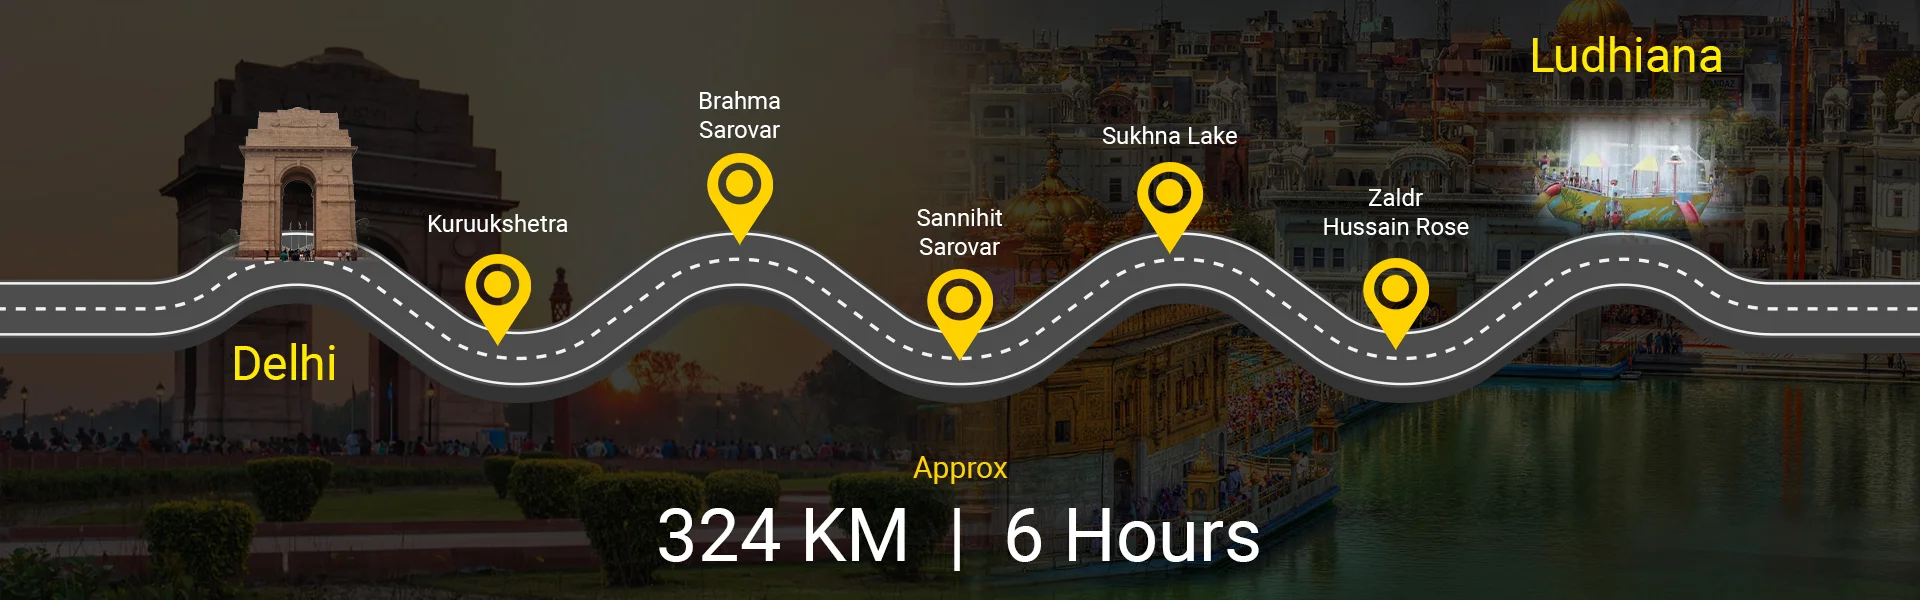 Ludhiana
Brahma
Sarovar
Sukhna Lake
Zaldr
Hussain Rose
Kuruukshetra
Sannihit
Sarovar
Delhi
Approx
324 KM | 6 Hours